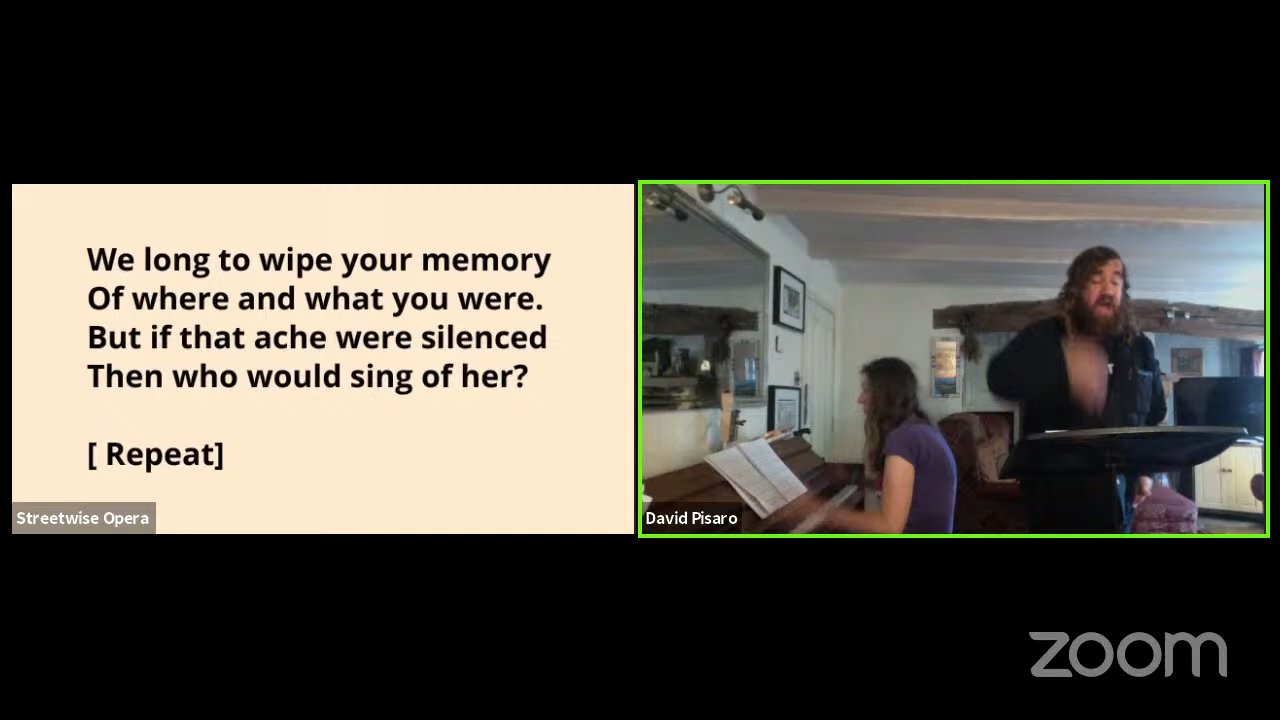 We long to wipe your memory
Of where and what you were.
But if that ache were silenced
Then who would sing of her?
[ Repeat]
Streetwise Opera
David Pisaro
zoom